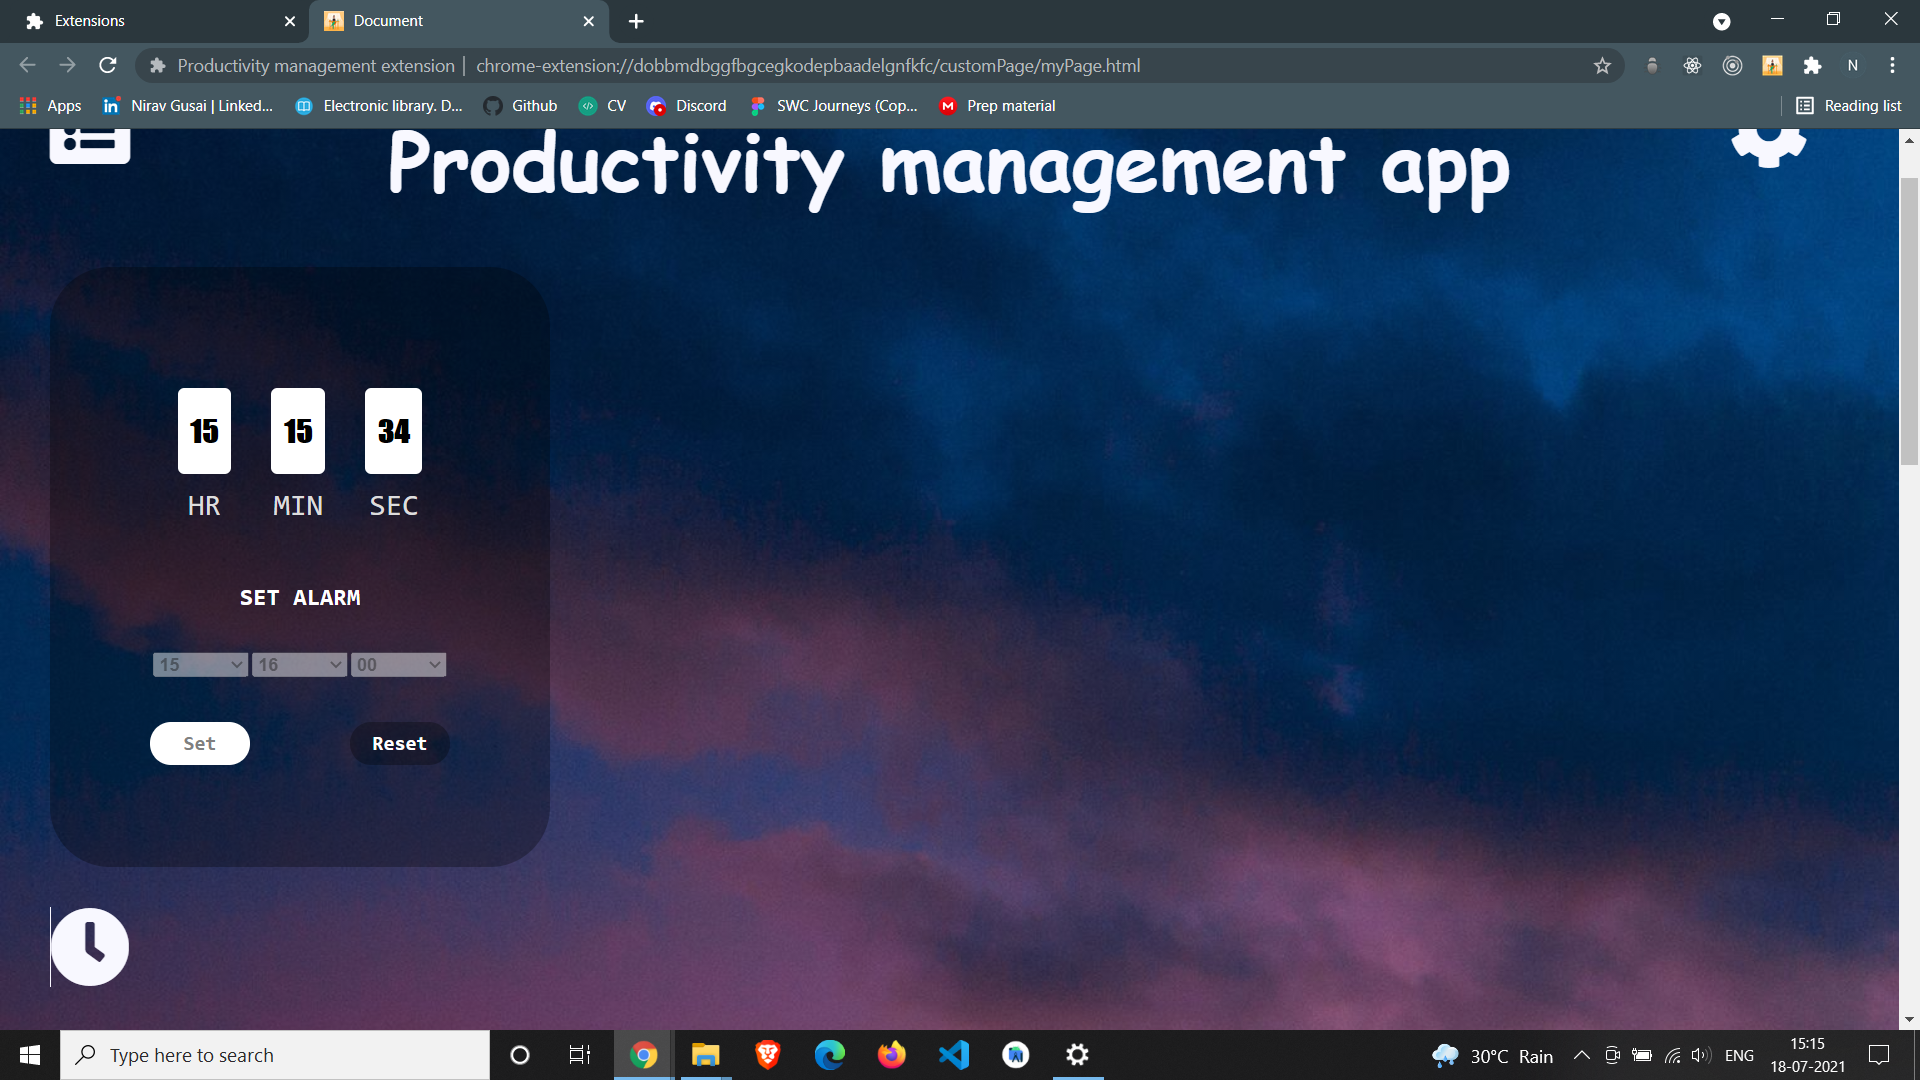 Extensions
Document
Productivity management extension | chrome-extension://dobbmdbggfbgcegkodepbaadelgnfkfc/customPage/myPage.html
N
Apps
Nirav Gusai | Linked...
Electronic library. D...
Github
CV
Discord
SWC Journeys (Cop...
Prep material
Reading list
Productivity management app
15 15 34
HR MIN SEC
SET ALARM
15 16 00
Set Reset
Type here to search
30°C Rain
ENG
15:15
18-07-2021